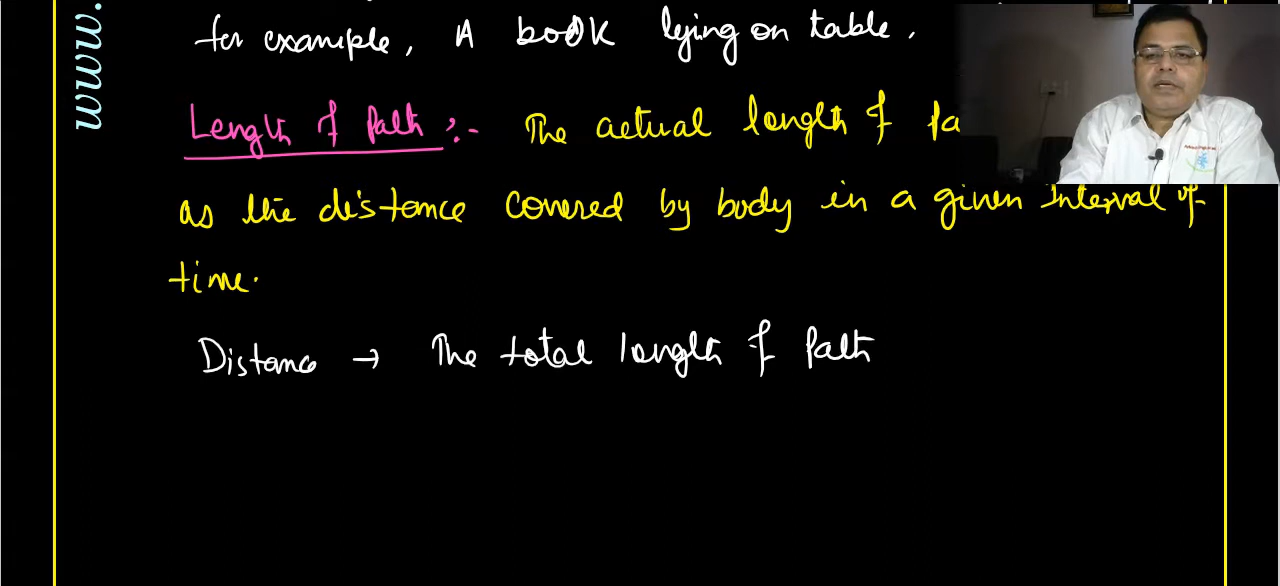 www.
for example, A book lying on table.
Length of Path :- The actual length of pa
as the distance covered by body in a given interval of
time.
Distance → The total length of Path